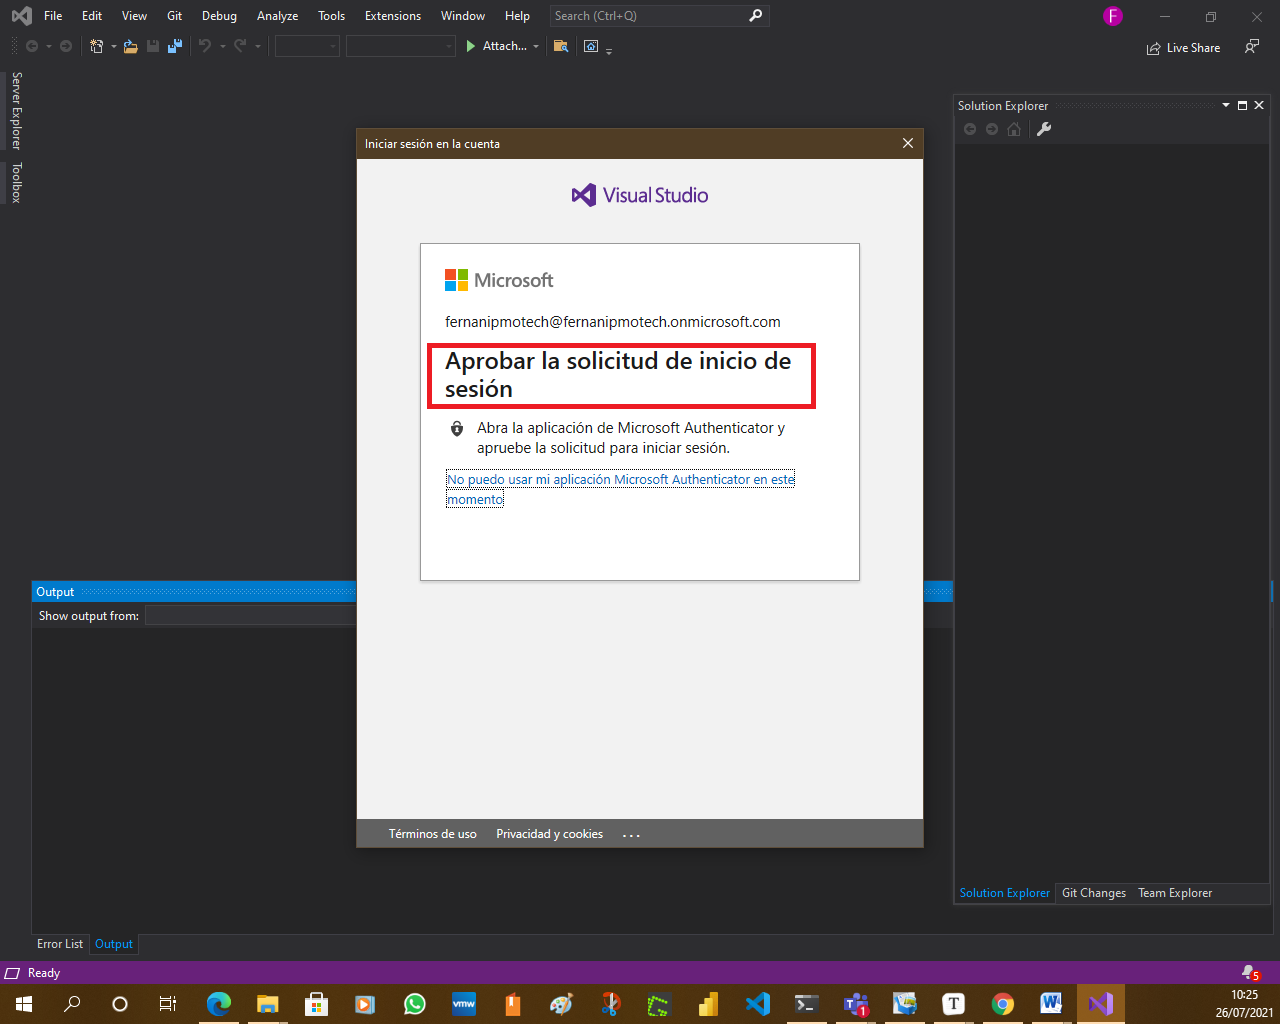 File Edit View Git Debug Analyze Tools Extensions Window Help Search (Ctrl+Q) F
Attach... Live Share
Server Explorer
Toolbox
Solution Explorer
Iniciar sesión en la cuenta
Visual Studio
Microsoft
fernanipmotech@fernanipmotech.onmicrosoft.com
Aprobar la solicitud de inicio de
sesión
Abra la aplicación de Microsoft Authenticator y
apruebe la solicitud para iniciar sesión.
No puedo usar mi aplicación Microsoft Authenticator en este
momento
Output
Show output from:
Términos de uso Privacidad y cookies ...
Solution Explorer Git Changes Team Explorer
Error List Output
Ready 5
vmw T 1 T W
10:25
26/07/2021